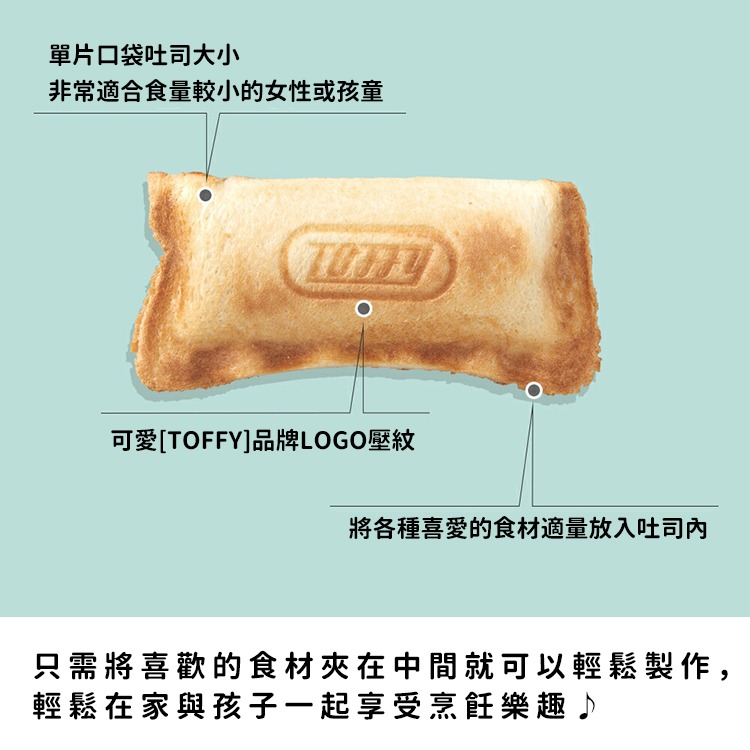 單片口袋吐司大小
非常適合食量較小的女性或孩童
TOFFY
可愛[TOFFY]品牌LOGO壓紋
將各種喜愛的食材適量放入吐司內
只需將喜歡的食材夾在中間就可以輕鬆製作，
輕鬆在家與孩子一起享受烹飪樂趣♪